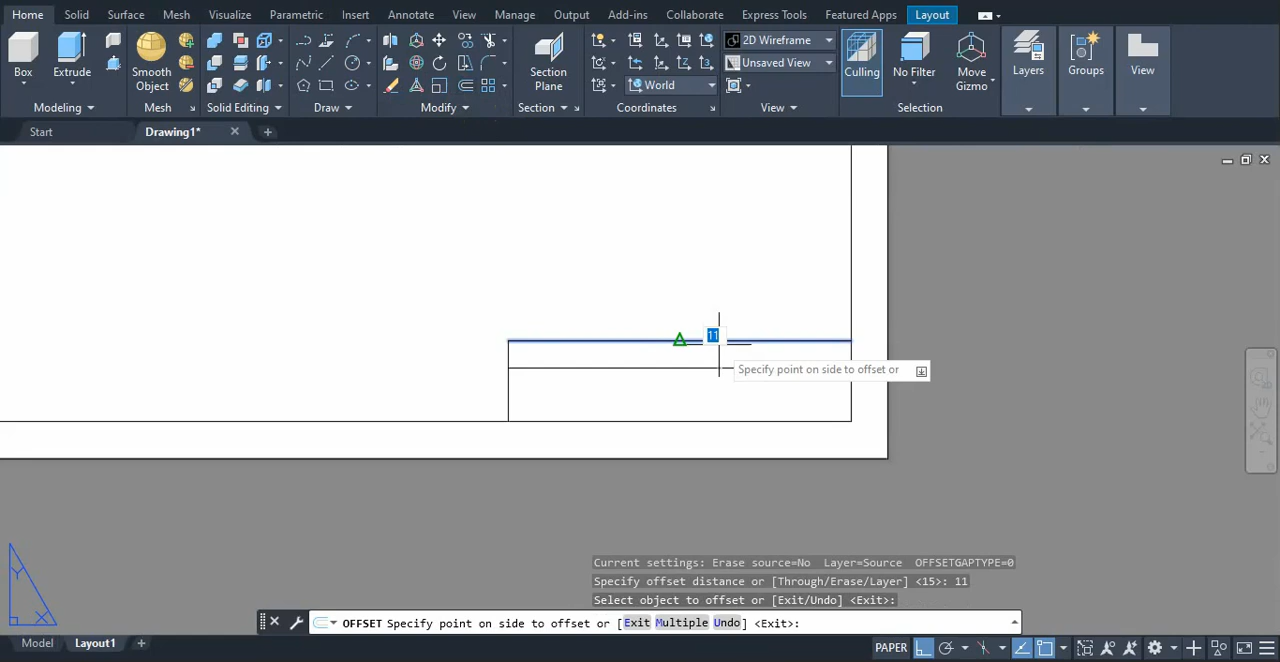 Home Solid Surface Mesh Visualize Parametric Insert Annotate View Manage Output Add-ins Collaborate Express Tools Featured Apps Layout
2D Wireframe
Unsaved View
World
Box Extrude Smooth Object Section Plane Culling No Filter Move Gizmo Layers Groups View
Modeling Mesh Solid Editing Draw Modify Section Coordinates View Selection
Start Drawing1*
11
Specify point on side to offset or
Y
X
Current settings: Erase source=No Layer=Source OFFSETGAPTYPE=0
Specify offset distance or [Through/Erase/Layer] <15>: 11
Select object to offset or [Exit/Undo] <Exit>:
OFFSET Specify point on side to offset or [Exit Multiple Undo] <Exit>:
Model Layout1 PAPER